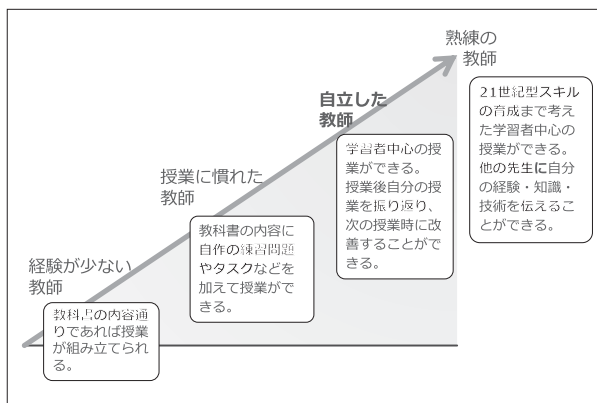 熟練の
教師
21世紀型スキル
の育成まで考え
た学習者中心の
授業ができる。
他の先生に自分
の経験・知識・
技術を伝えるこ
とができる。
自立した
教師
学習者中心の授
業ができる。
授業後自分の授
業を振り返り、
次の授業時に改
善することがで
きる。
授業に慣れた
教師
教科書の内容に
自作の練習問題
やタスクなどを
加えて授業がで
きる。
経験が少ない
教師
教科書の内容通
りであれば授業
が組み立てられ
る。